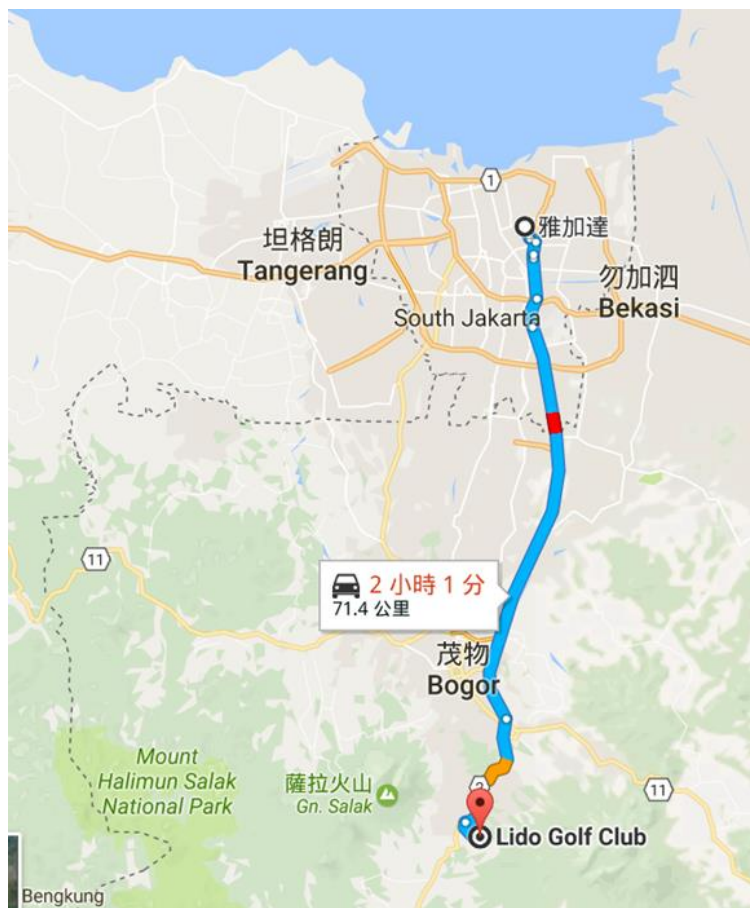 1
雅加達
坦格朗
Tangerang
勿加泗
Bekasi
South Jakarta
11
2 小時 1 分
71.4 公里
茂物
Bogor
Mount
Halimun Salak
National Park
薩拉火山
Gn. Salak
2
11
Lido Golf Club
Bengkung